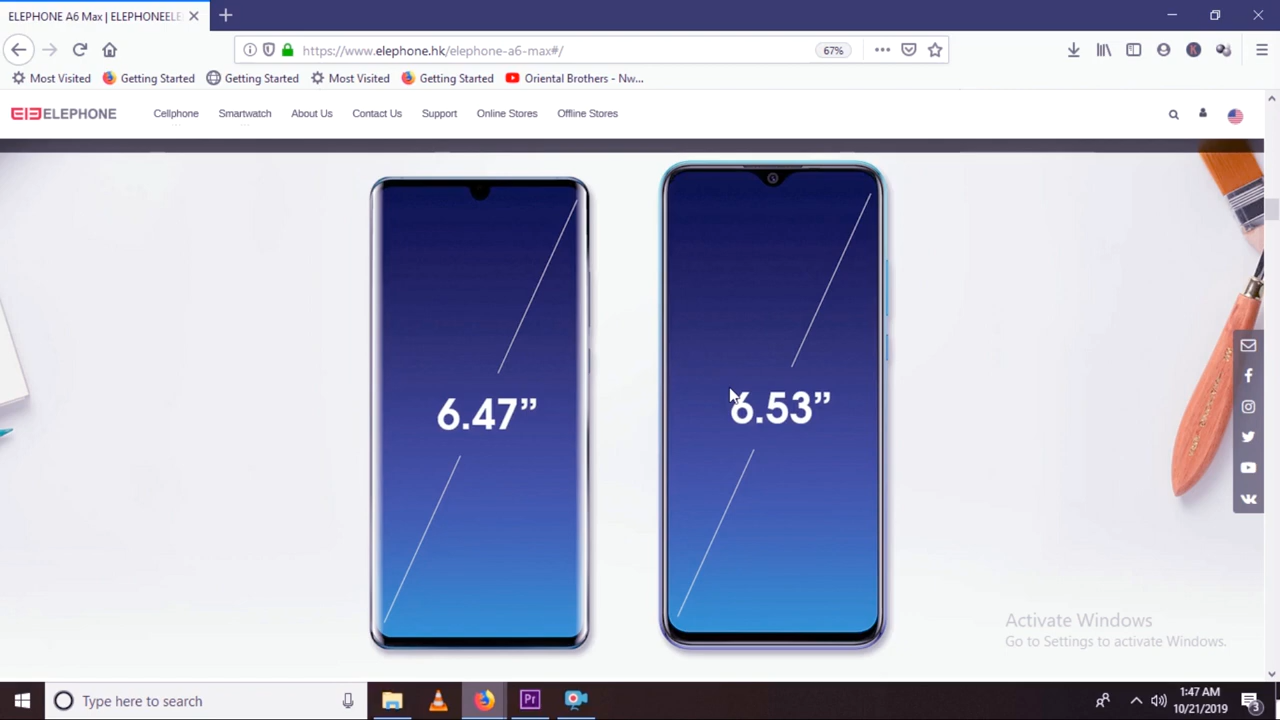 ELEPHONE A6 Max | ELEPHONEELE
https://www.elephone.hk/elephone-a6-max#/
67%
Most Visited
Getting Started
Getting Started
Most Visited
Getting Started
Oriental Brothers - Nw...
ELEPHONE
Cellphone
Smartwatch
About Us
Contact Us
Support
Online Stores
Offline Stores
6.47”
6.53”
Activate Windows
Go to Settings to activate Windows.
Type here to search
Pr
1:47 AM
10/21/2019
3